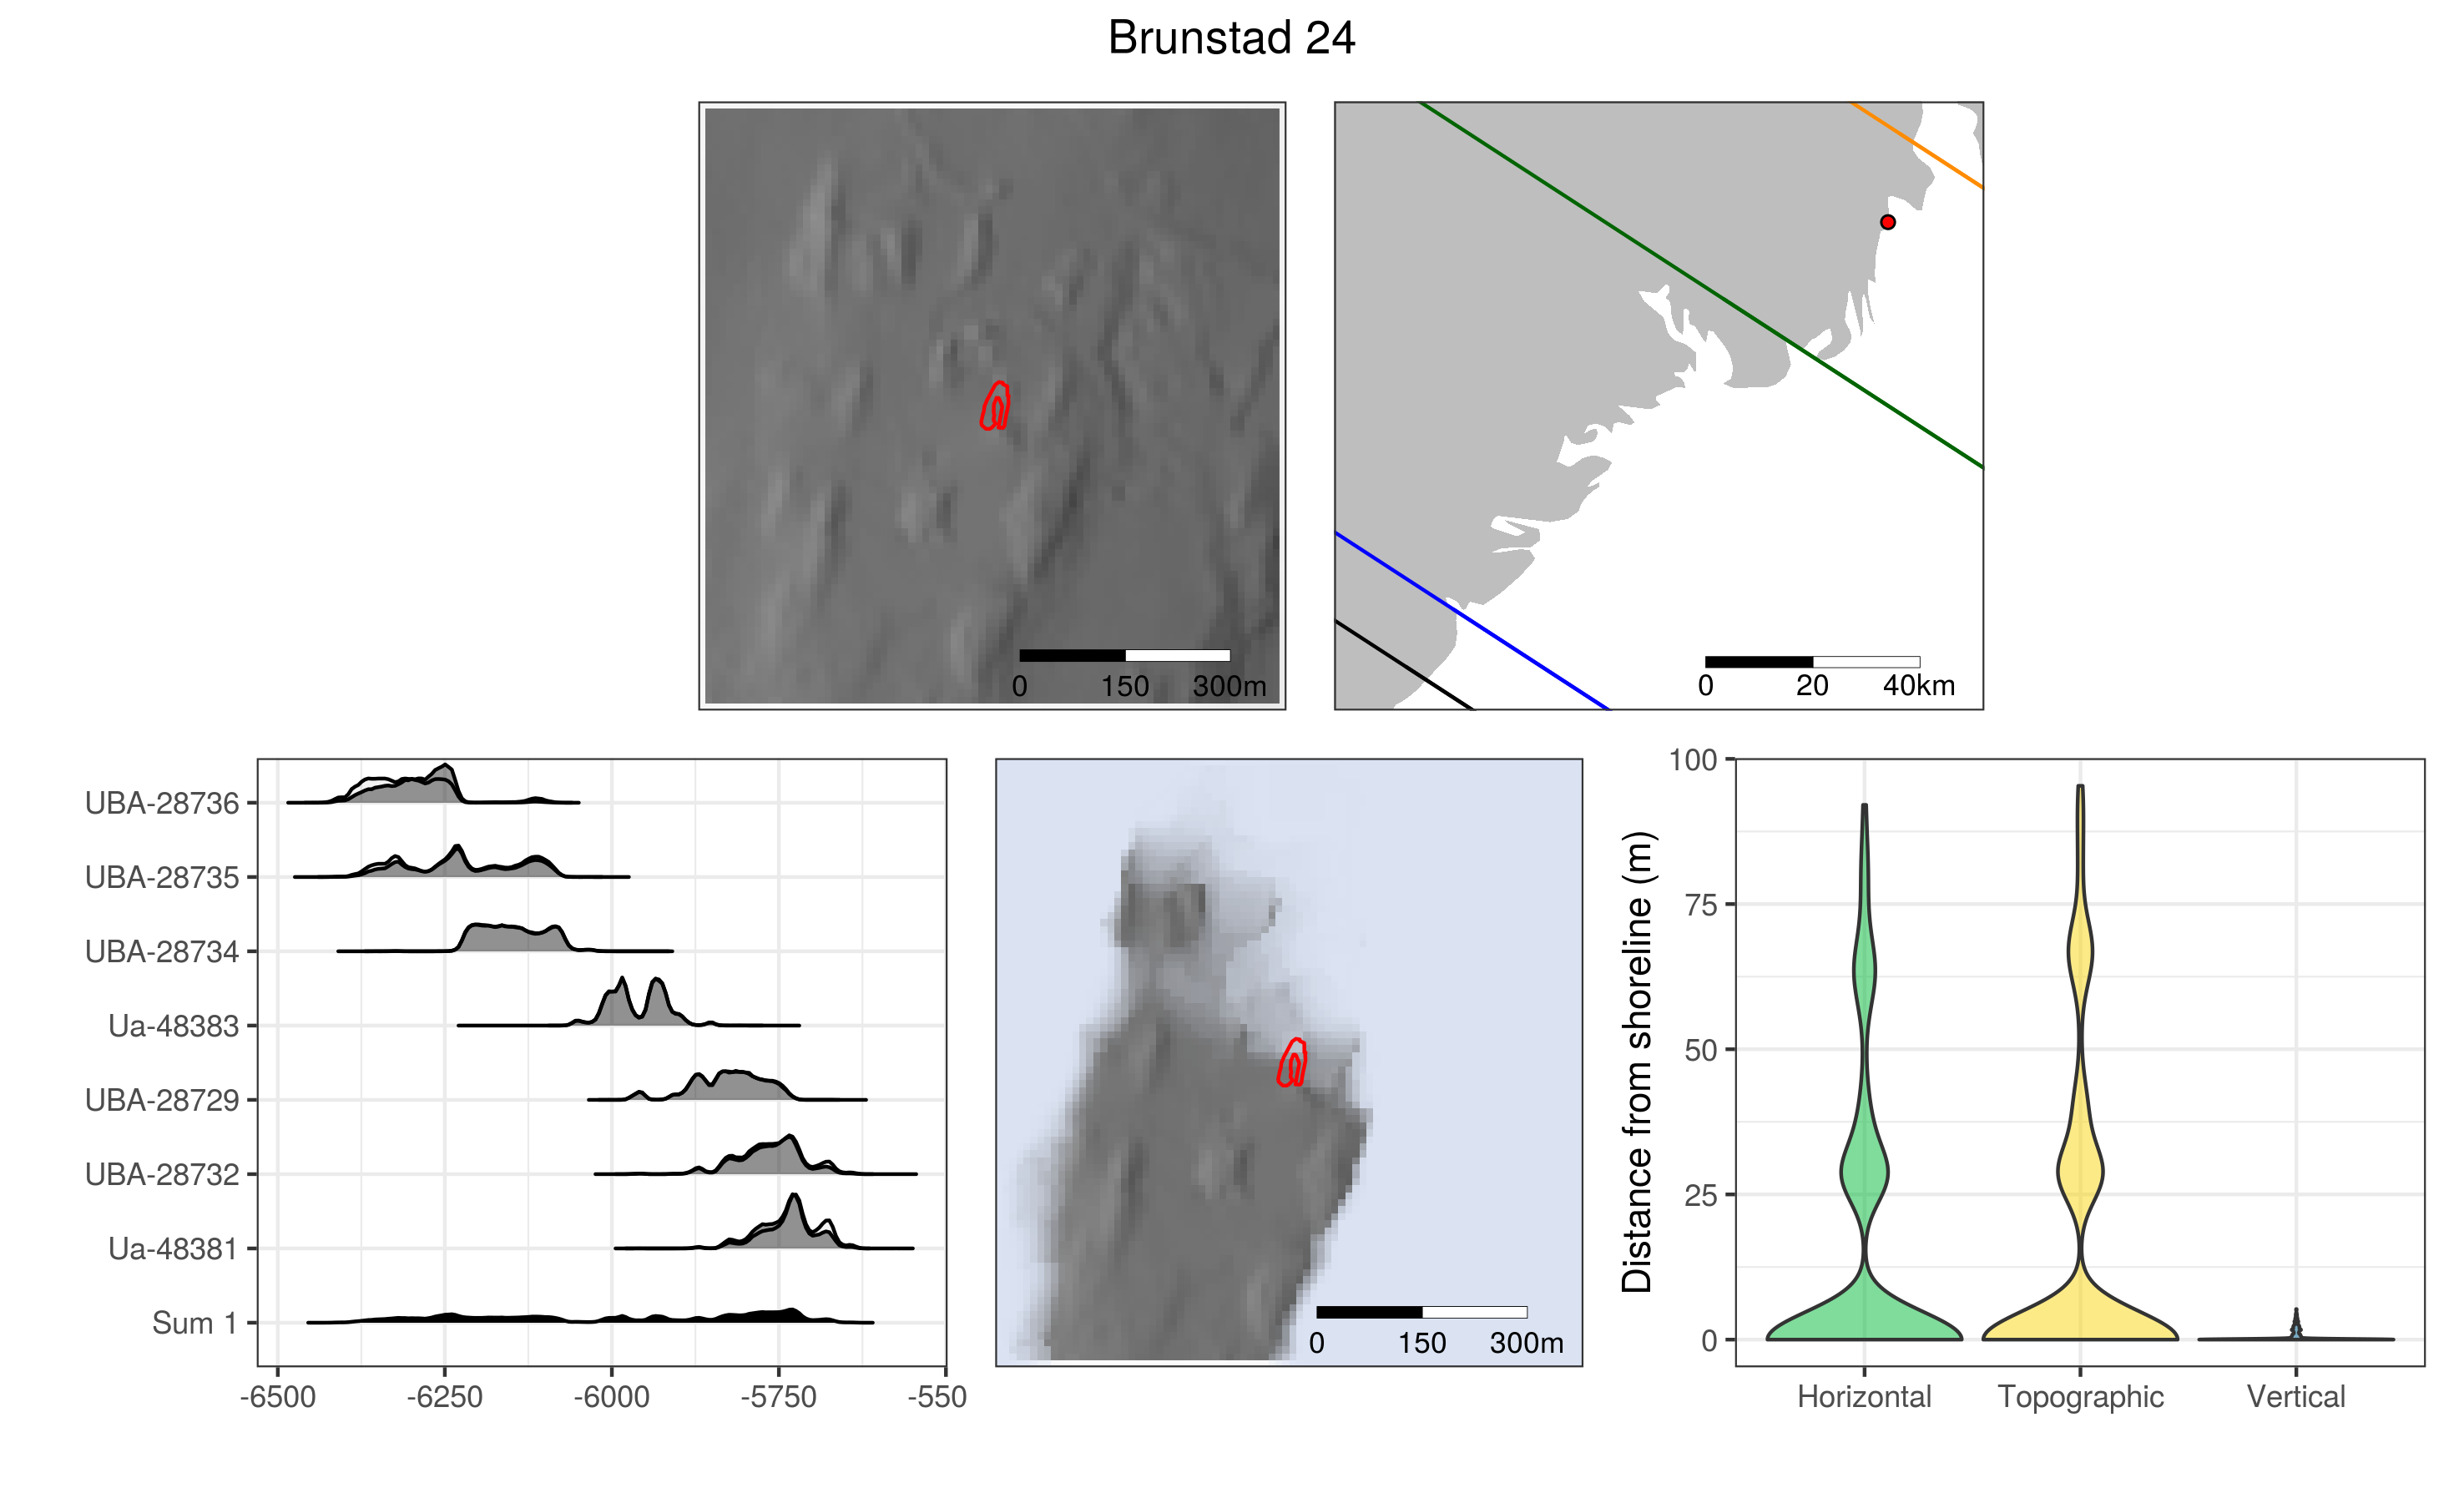 Brunstad 24
0 150 300m
0 20 40km
UBA-28736
UBA-28735
UBA-28734
Ua-48383
UBA-28729
UBA-28732
Ua-48381
Sum 1
-6500 -6250 -6000 -5750 -550
0 150 300m
Distance from shoreline (m)
100
75
50
25
0
Horizontal Topographic Vertical